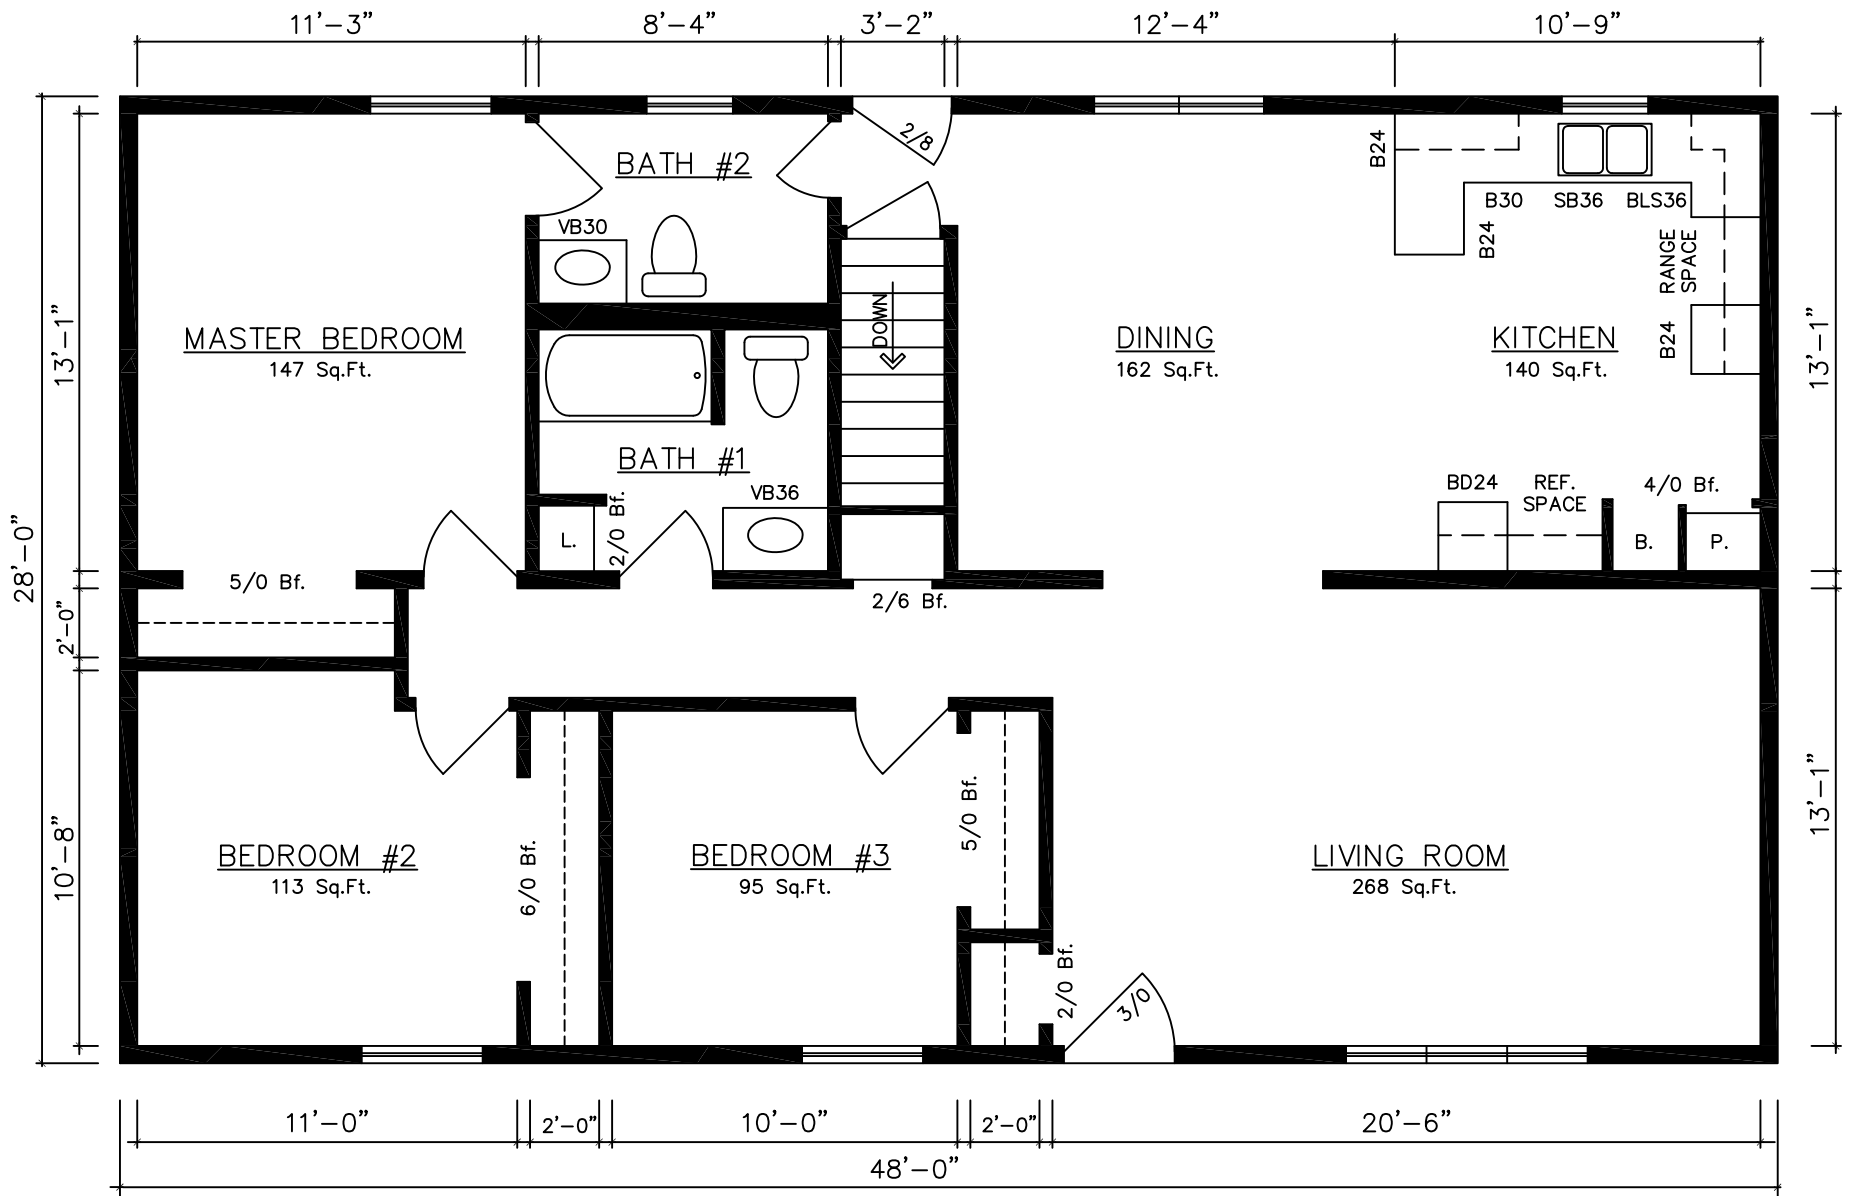 11'-3" 8'-4" 3'-2" 12'-4" 10'-9"
2/8
B24
BATH #2
VB30
B30 SB36 BLS36
B24
RANGE
SPACE
DOWN
MASTER BEDROOM
147 Sq.Ft.
DINING
162 Sq.Ft.
KITCHEN
140 Sq.Ft.
B24
13'-1"
13'-1"
BATH #1
VB36
2/0 Bf.
L.
BD24
REF.
SPACE
4/0 Bf.
B.
P.
28'-0"
5/0 Bf.
2/6 Bf.
2'-0"
10'-8"
13'-1"
BEDROOM #2
113 Sq.Ft.
6/0 Bf.
BEDROOM #3
95 Sq.Ft.
5/0 Bf.
LIVING ROOM
268 Sq.Ft.
2/0 Bf.
3/0
11'-0" 2'-0" 10'-0" 2'-0" 20'-6"
48'-0"